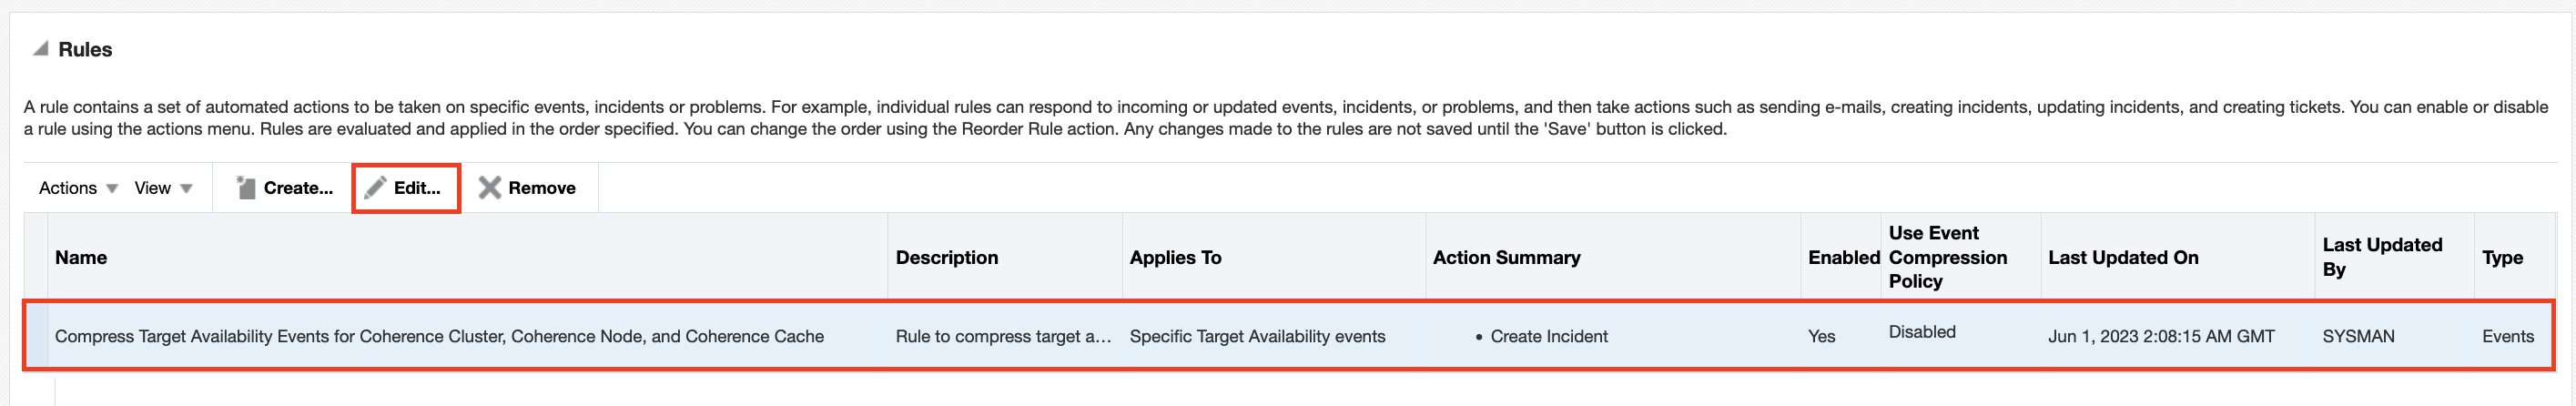 Rules
A rule contains a set of automated actions to be taken on specific events, incidents or problems. For example, individual rules can respond to incoming or updated events, incidents, or problems, and then take actions such as sending e-mails, creating incidents, updating incidents, and creating tickets. You can enable or disable
a rule using the actions menu. Rules are evaluated and applied in the order specified. You can change the order using the Reorder Rule action. Any changes made to the rules are not saved until the 'Save' button is clicked.
Actions View Create... Edit... Remove
Name Description Applies To Action Summary Enabled Use Event Compression Policy Last Updated On Last Updated By Type
Compress Target Availability Events for Coherence Cluster, Coherence Node, and Coherence Cache Rule to compress target a... Specific Target Availability events • Create Incident Yes Disabled Jun 1, 2023 2:08:15 AM GMT SYSMAN Events